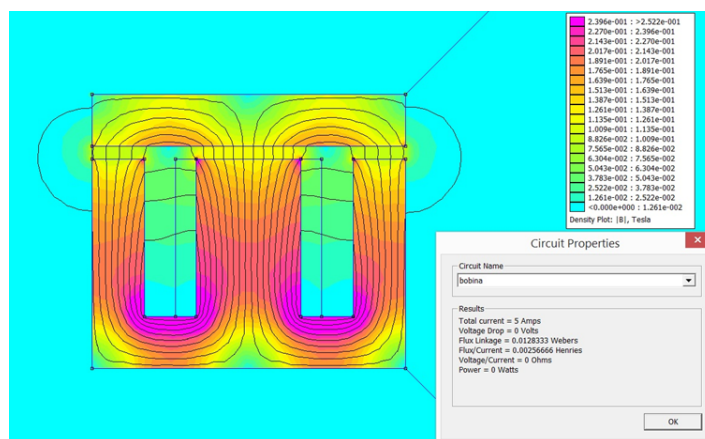 2.396e-001 : >2.522e-001
2.270e-001 : 2.396e-001
2.143e-001 : 2.270e-001
2.017e-001 : 2.143e-001
1.891e-001 : 2.017e-001
1.765e-001 : 1.891e-001
1.639e-001 : 1.765e-001
1.513e-001 : 1.639e-001
1.387e-001 : 1.513e-001
1.261e-001 : 1.387e-001
1.135e-001 : 1.261e-001
1.009e-001 : 1.135e-001
8.826e-002 : 1.009e-001
7.565e-002 : 8.826e-002
6.304e-002 : 7.565e-002
5.043e-002 : 6.304e-002
3.783e-002 : 5.043e-002
2.522e-002 : 3.783e-002
1.261e-002 : 2.522e-002
<0.000e+000 : 1.261e-002
Density Plot: |B|, Tesla
Circuit Properties
Circuit Name
bobina
Results
Total current = 5 Amps
Voltage Drop = 0 Volts
Flux Linkage = 0.0128333 Webers
Flux/Current = 0.00256666 Henries
Voltage/Current = 0 Ohms
Power = 0 Watts
OK